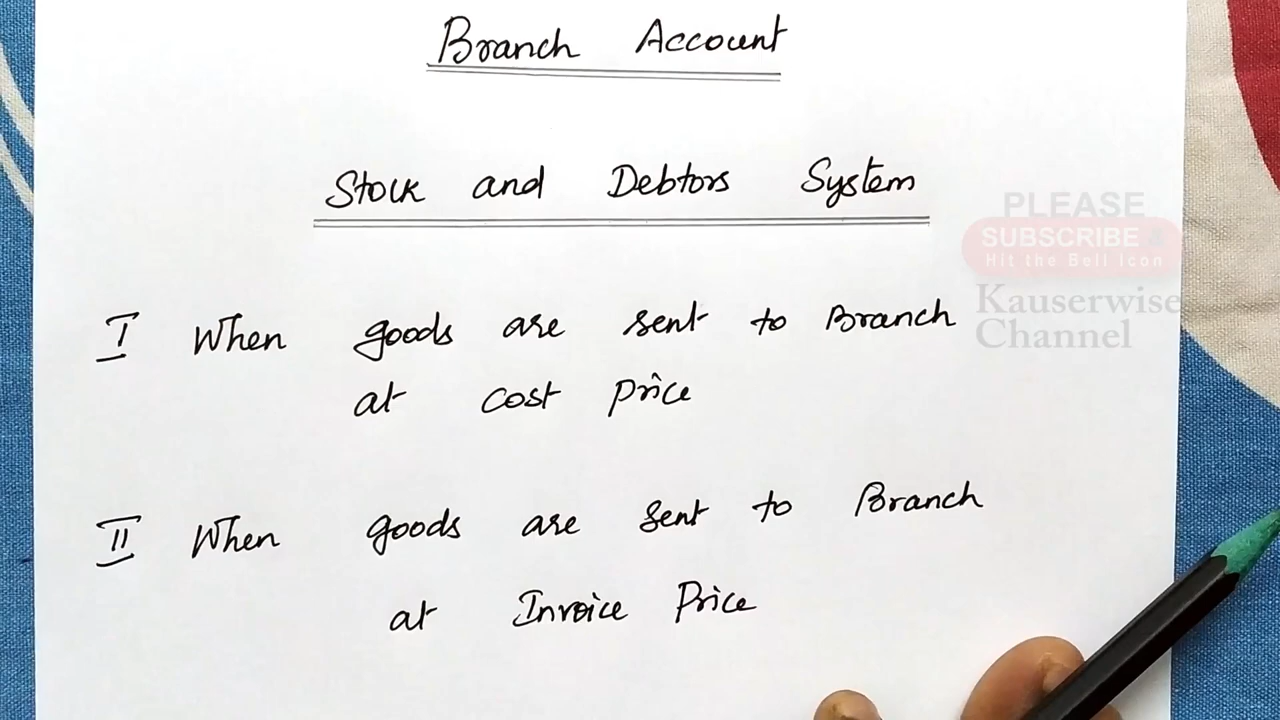 Branch Account
Stock and Debtors System
PLEASE
SUBSCRIBE
Hit the Bell Icon
Kauserwise
Channel
I When goods are sent to Branch
at cost price
II When goods are sent to Branch
at Invoice Price